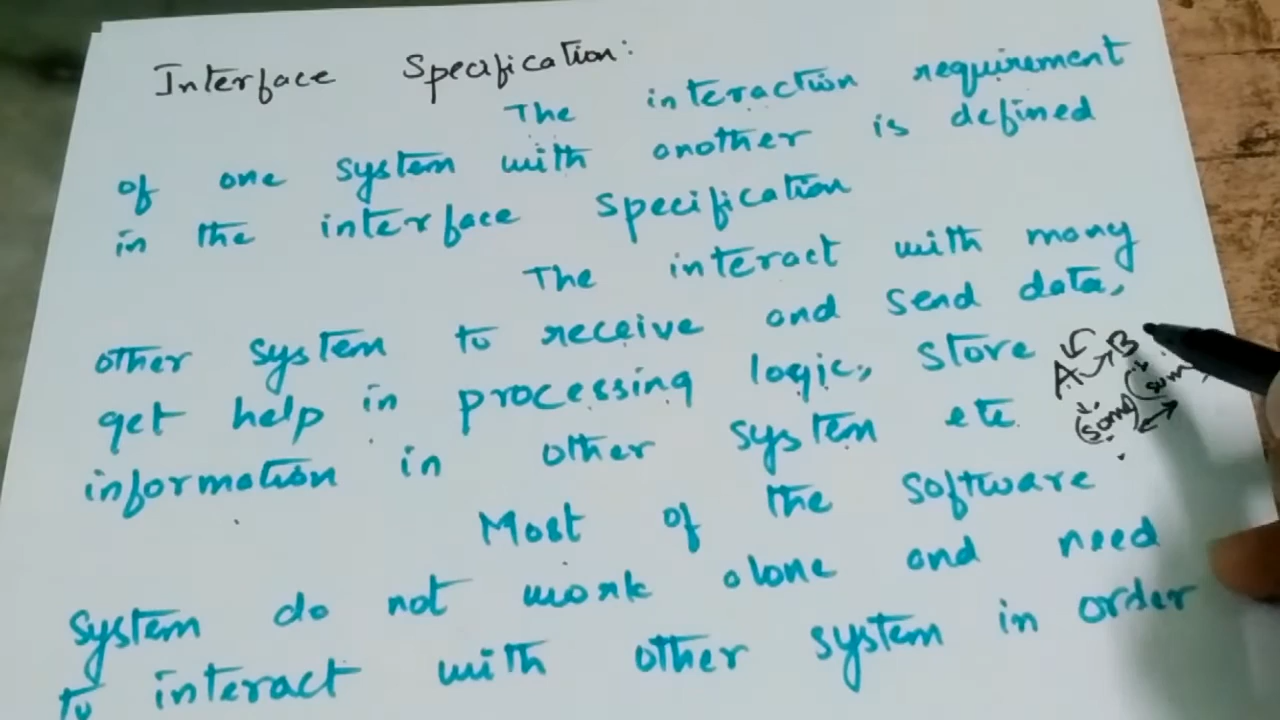 Interface Specification:
The interaction requirement
of one system with another is defined
in the interface specification
The interact with many
other system to receive and send data,
get help in processing logic, store
A B
information in other system etc
Most of the software
system do not work alone and need
to interact with other system in order